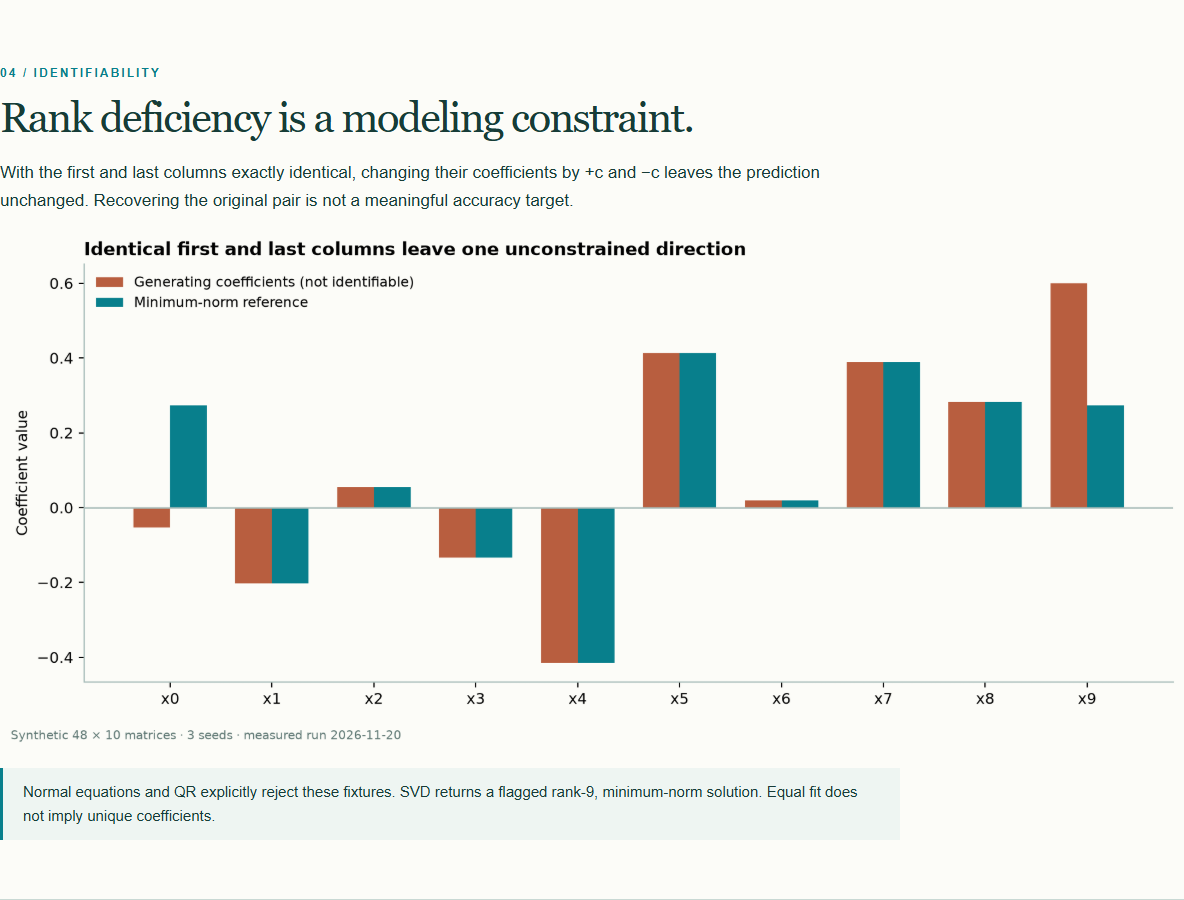 04 / IDENTIFIABILITY
Rank deficiency is a modeling constraint.
With the first and last columns exactly identical, changing their coefficients by +c and −c leaves the prediction
unchanged. Recovering the original pair is not a meaningful accuracy target.
Identical first and last columns leave one unconstrained direction
Generating coefficients (not identifiable)
Minimum-norm reference
Coefficient value
0.6
0.4
0.2
0.0
−0.2
−0.4
x0 x1 x2 x3 x4 x5 x6 x7 x8 x9
Synthetic 48 × 10 matrices · 3 seeds · measured run 2026-11-20
Normal equations and QR explicitly reject these fixtures. SVD returns a flagged rank-9, minimum-norm solution. Equal fit does
not imply unique coefficients.